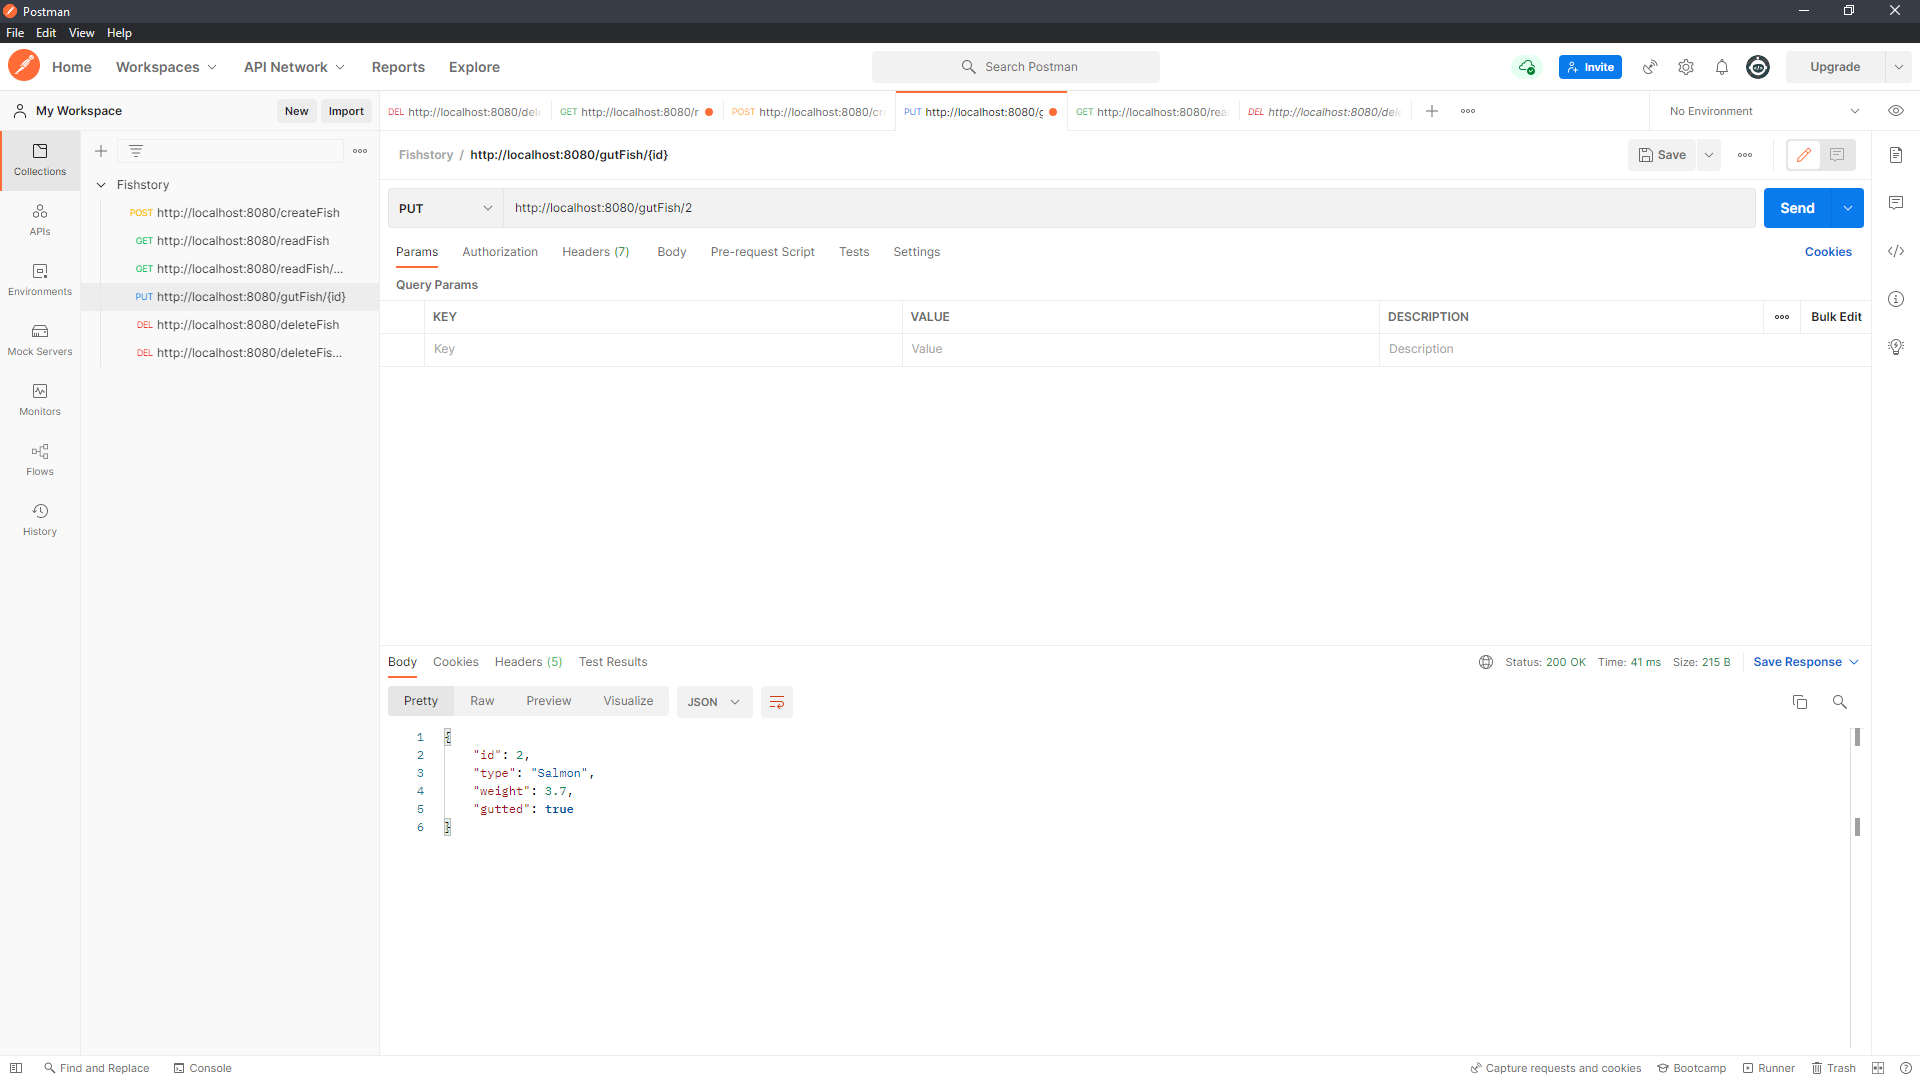 Postman
File Edit View Help
Home Workspaces API Network Reports Explore Search Postman Invite Upgrade
My Workspace New Import
DEL http://localhost:8080/dele GET http://localhost:8080/r POST http://localhost:8080/cr PUT http://localhost:8080/g GET http://localhost:8080/rea DEL http://localhost:8080/dele No Environment
Collections
APIs
Environments
Mock Servers
Monitors
Flows
History
Fishstory
POST http://localhost:8080/createFish
GET http://localhost:8080/readFish
GET http://localhost:8080/readFish/...
PUT http://localhost:8080/gutFish/{id}
DEL http://localhost:8080/deleteFish
DEL http://localhost:8080/deleteFis...
Fishstory / http://localhost:8080/gutFish/{id} Save
PUT http://localhost:8080/gutFish/2 Send
Params Authorization Headers (7) Body Pre-request Script Tests Settings Cookies
Query Params
KEY VALUE DESCRIPTION Bulk Edit
Key Value Description
Body Cookies Headers (5) Test Results Status: 200 OK Time: 41 ms Size: 215 B Save Response
Pretty Raw Preview Visualize JSON
1 {
2 "id": 2,
3 "type": "Salmon",
4 "weight": 3.7,
5 "gutted": true
6 }
Find and Replace Console Capture requests and cookies Bootcamp Runner Trash